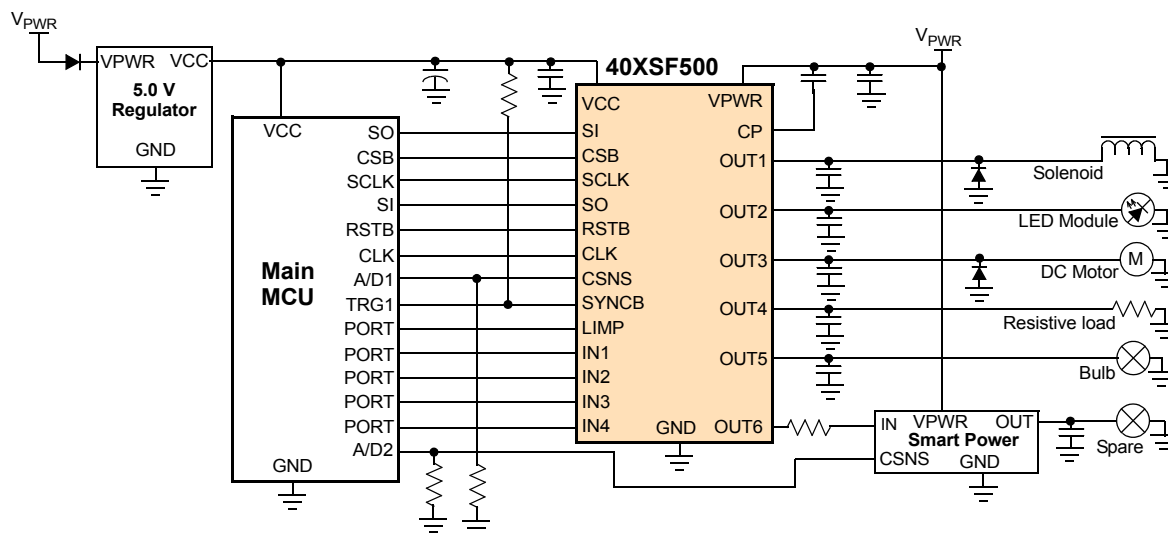 VPWR
VPWR VCC
5.0 V
Regulator
GND
VCC
Main
MCU
SO
CSB
SCLK
SI
RSTB
CLK
A/D1
TRG1
PORT
PORT
PORT
PORT
PORT
A/D2
GND
40XSF500
VCC
SI
CSB
SCLK
SO
RSTB
CLK
CSNS
SYNCB
LIMP
IN1
IN2
IN3
IN4
VPWR
CP
OUT1
OUT2
OUT3
OUT4
OUT5
OUT6
GND
VPWR
Solenoid
LED Module
M
DC Motor
Resistive load
Bulb
IN VPWR OUT
Smart Power
CSNS GND
Spare